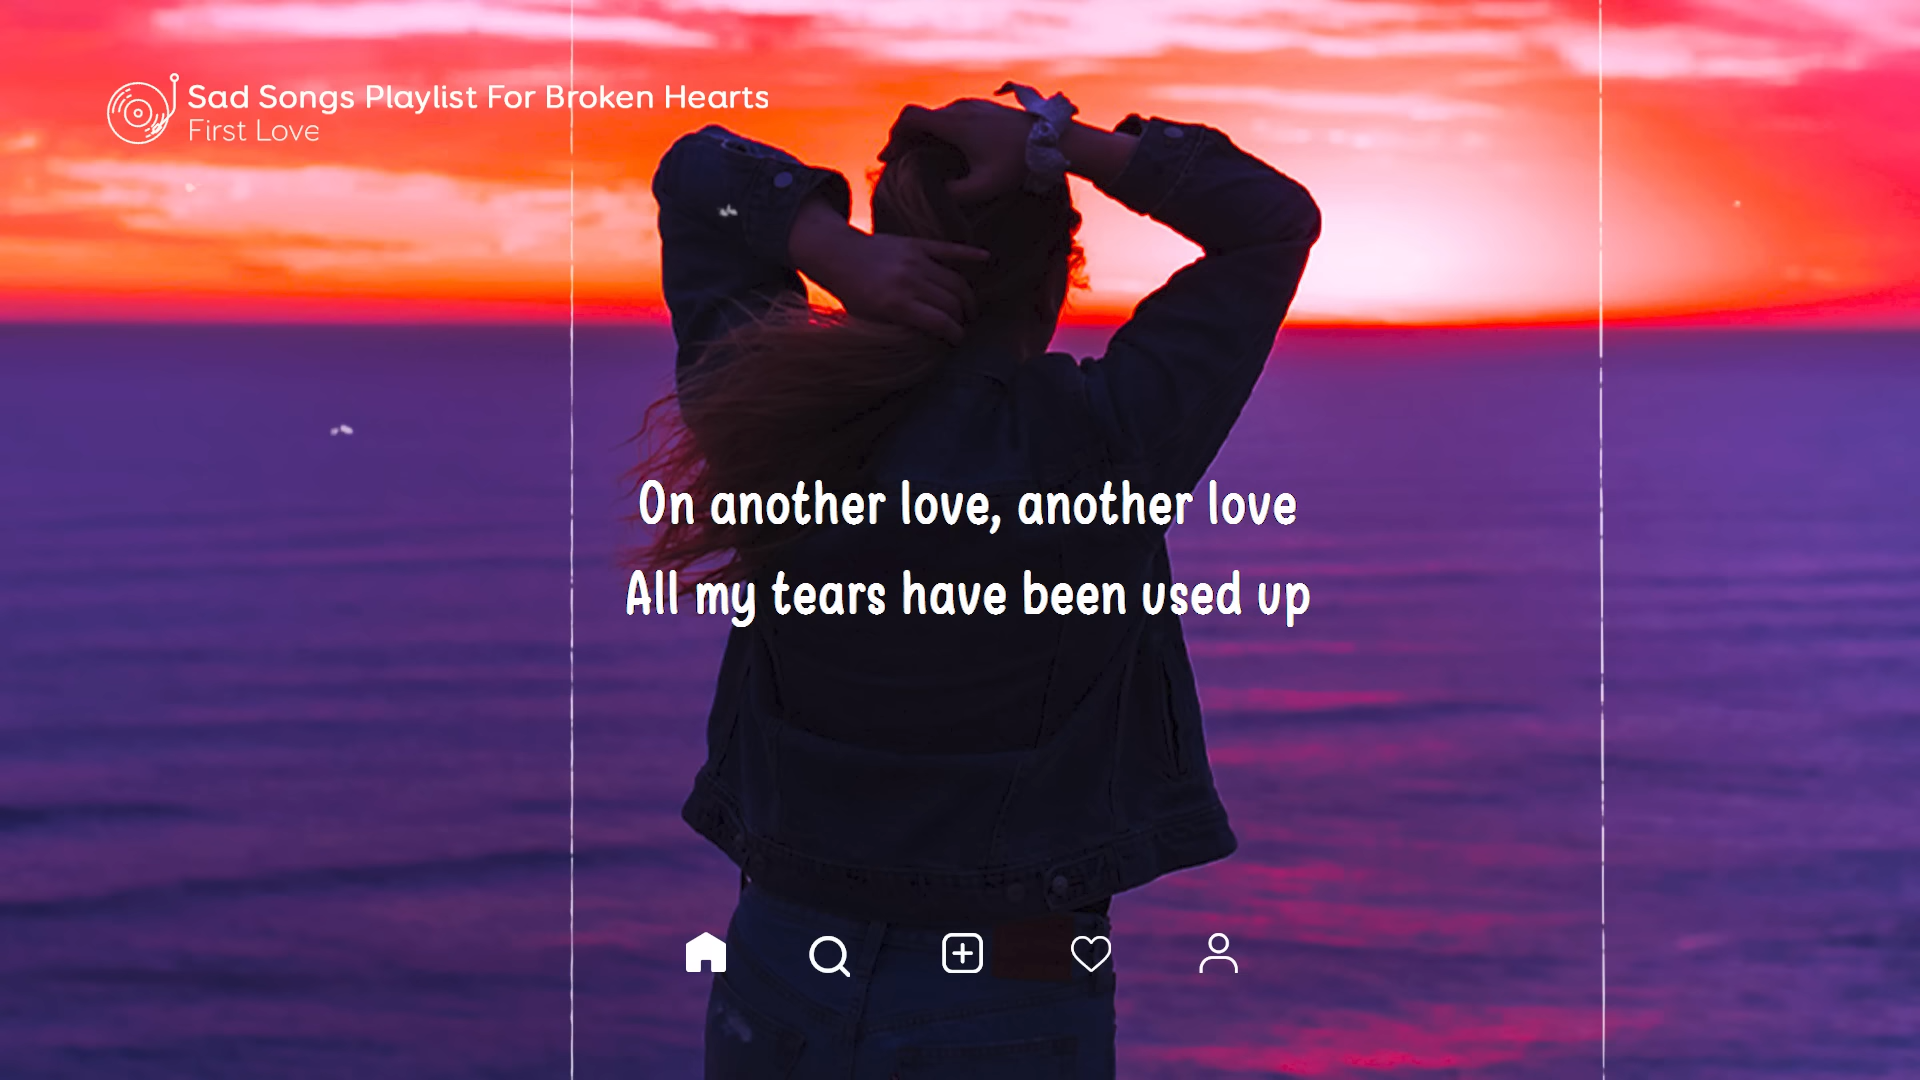 Sad Songs Playlist For Broken Hearts
First Love
On another love, another love
All my tears have been used up